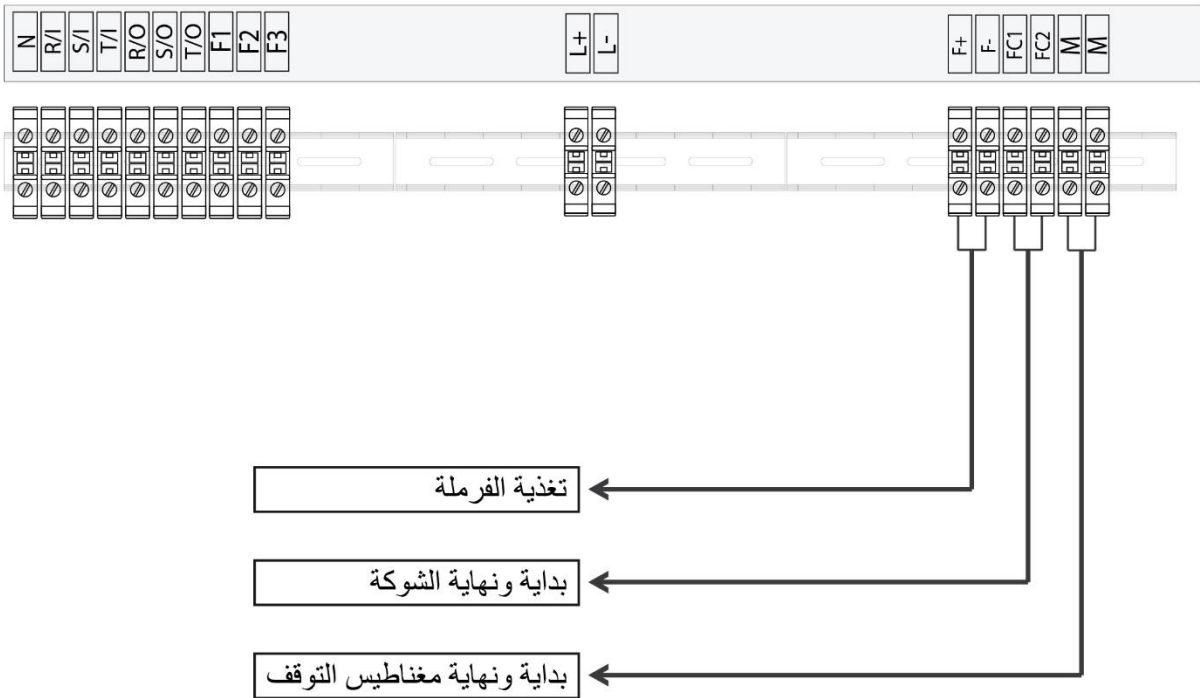 N R/I S/I T/I R/O S/O T/O F1 F2 F3 L+ L- F+ F- FC1 FC2 M M
تغذية الفرملة
بداية ونهاية الشوكة
بداية ونهاية مغناطيس التوقف